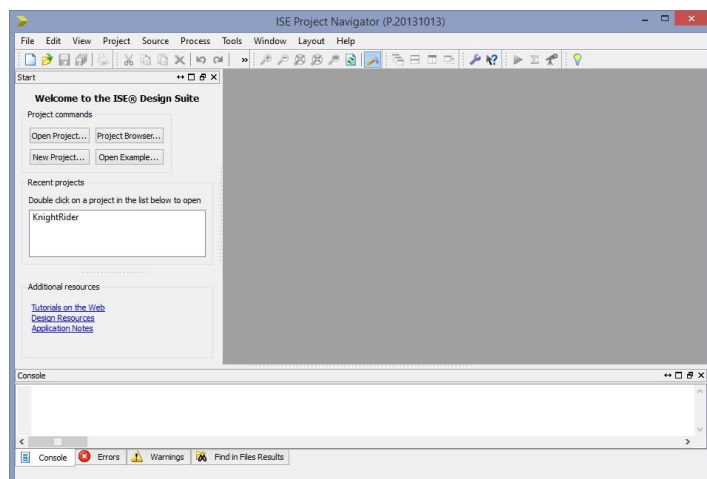 ISE Project Navigator (P.20131013)
File Edit View Project Source Process Tools Window Layout Help
Start
Welcome to the ISE® Design Suite
Project commands
Open Project... Project Browser...
New Project... Open Example...
Recent projects
Double click on a project in the list below to open
KnightRider
Additional resources
Tutorials on the Web
Design Resources
Application Notes
Console
Console Errors Warnings Find in Files Results